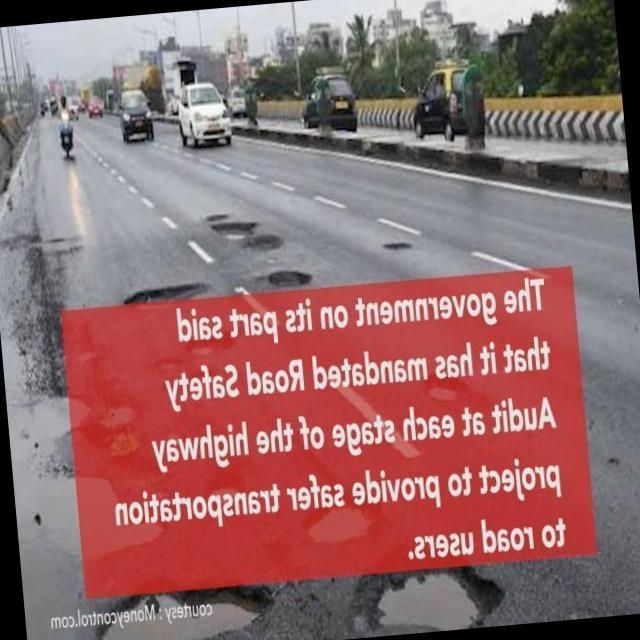 The government on its part said
that it has mandated Road Safety
Audit at each stage of the highway
project to provide safer transportation
to road users.
courtesy : Moneycontrol.com